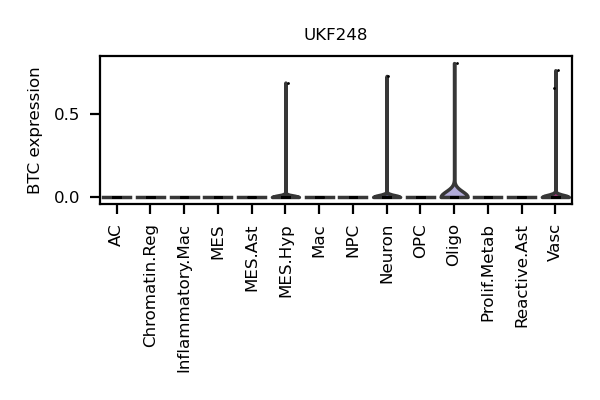 UKF248
BTC expression
0.5
0.0
AC
Chromatin.Reg
Inflammatory.Mac
MES
MES.Ast
MES.Hyp
Mac
NPC
Neuron
OPC
Oligo
Prolif.Metab
Reactive.Ast
Vasc